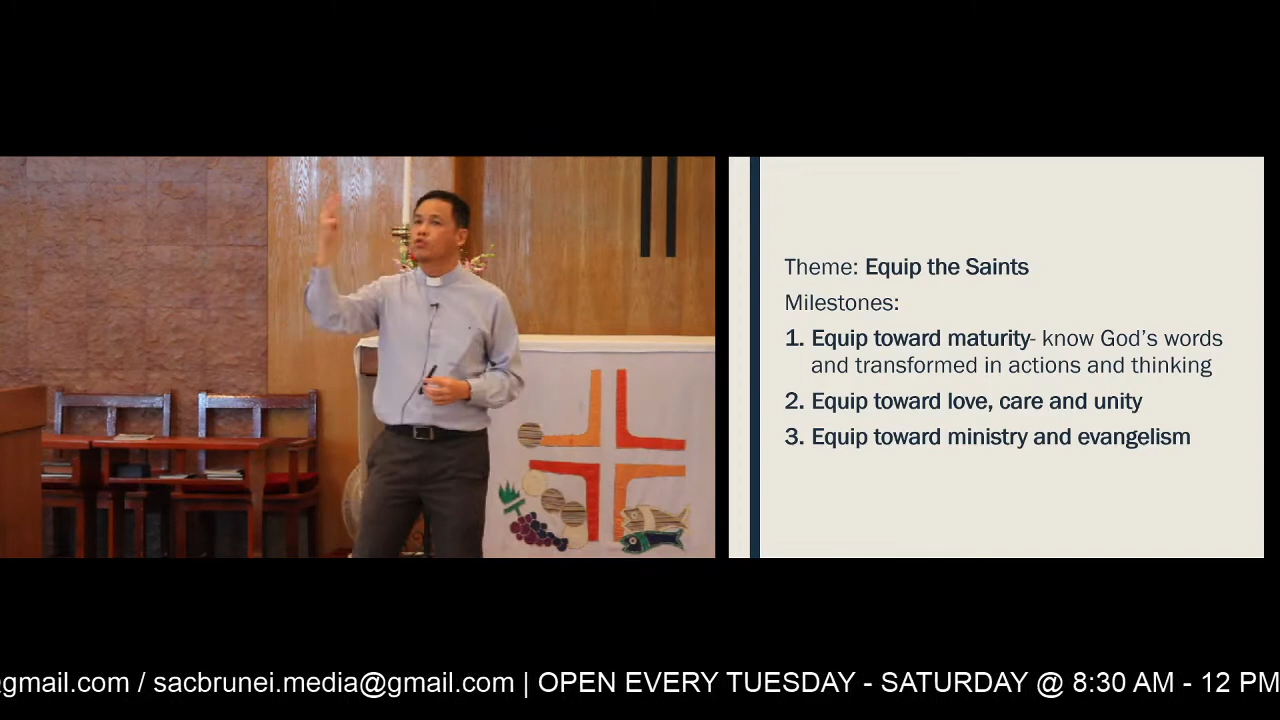 Theme: Equip the Saints
Milestones:
1. Equip toward maturity- know God's words
and transformed in actions and thinking
2. Equip toward love, care and unity
3. Equip toward ministry and evangelism
@gmail.com / sacbrunei.media@gmail.com | OPEN EVERY TUESDAY - SATURDAY @ 8:30 AM - 12 PM